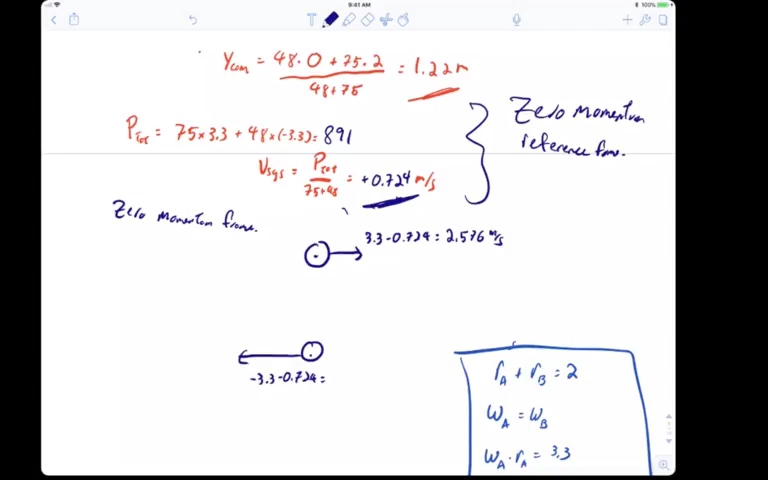 9:41 AM
100%
T
Ycom = 48·0 + 75·2 / 48+75 = 1.22m
Ptot = 75×3.3 + 48×(-3.3) = 891
Vsys = Ptot / 75+48 = +0.724 m/s
Zero Momentum
reference frame.
Zero Momentum frame.
3.3-0.724 = 2.576 m/s
-3.3-0.724 =
rA + rB = 2
ωA = ωB
ωA · rA = 3.3